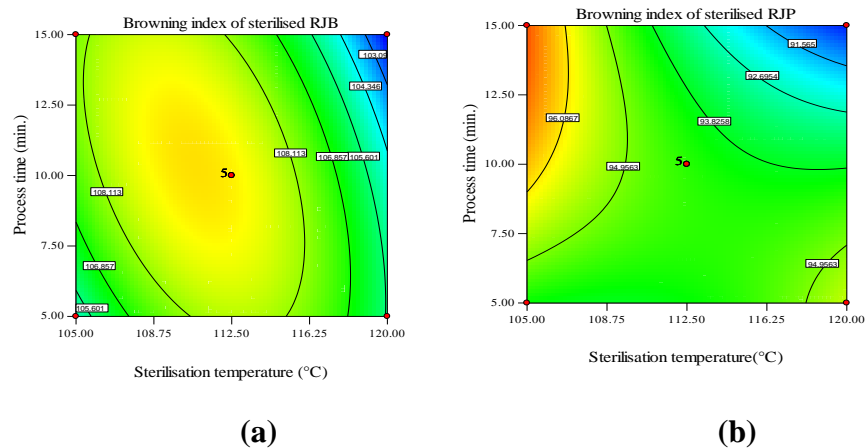 Browning index of sterilised RJB
15.00
12.50
10.00
7.50
5.00
105.00 108.75 112.50 116.25 120.00
Process time (min.)
Sterilisation temperature (°C)
103.09
104.346
105.601
106.857
108.113
108.113
106.857
105.601
5
(a)
Browning index of sterilised RJP
15.00
12.50
10.00
7.50
5.00
105.00 108.75 112.50 116.25 120.00
Process time (min.)
Sterilisation temperature(°C)
91.565
92.6954
93.8258
96.0867
94.9563
94.9563
5
(b)